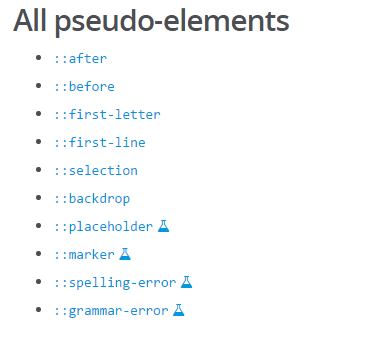 All pseudo-elements
::after
::before
::first-letter
::first-line
::selection
::backdrop
::placeholder
::marker
::spelling-error
::grammar-error